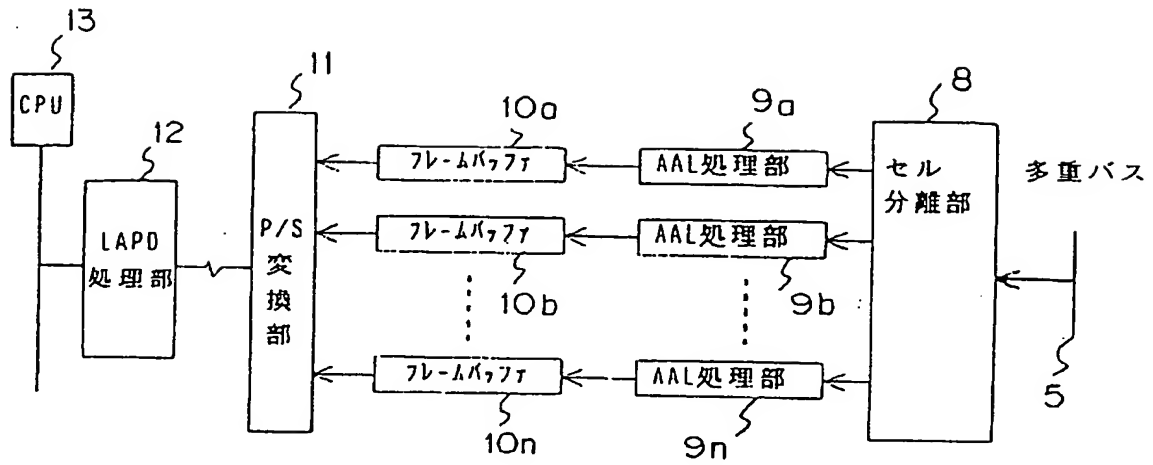 13
CPU
12
LAPD
処理部
11
P/S
変
換
部
10a
フレームバッファ
9a
AAL処理部
8
セル
分離部
多重バス
フレームバッファ
10b
AAL処理部
9b
フレームバッファ
10n
AAL処理部
9n
5